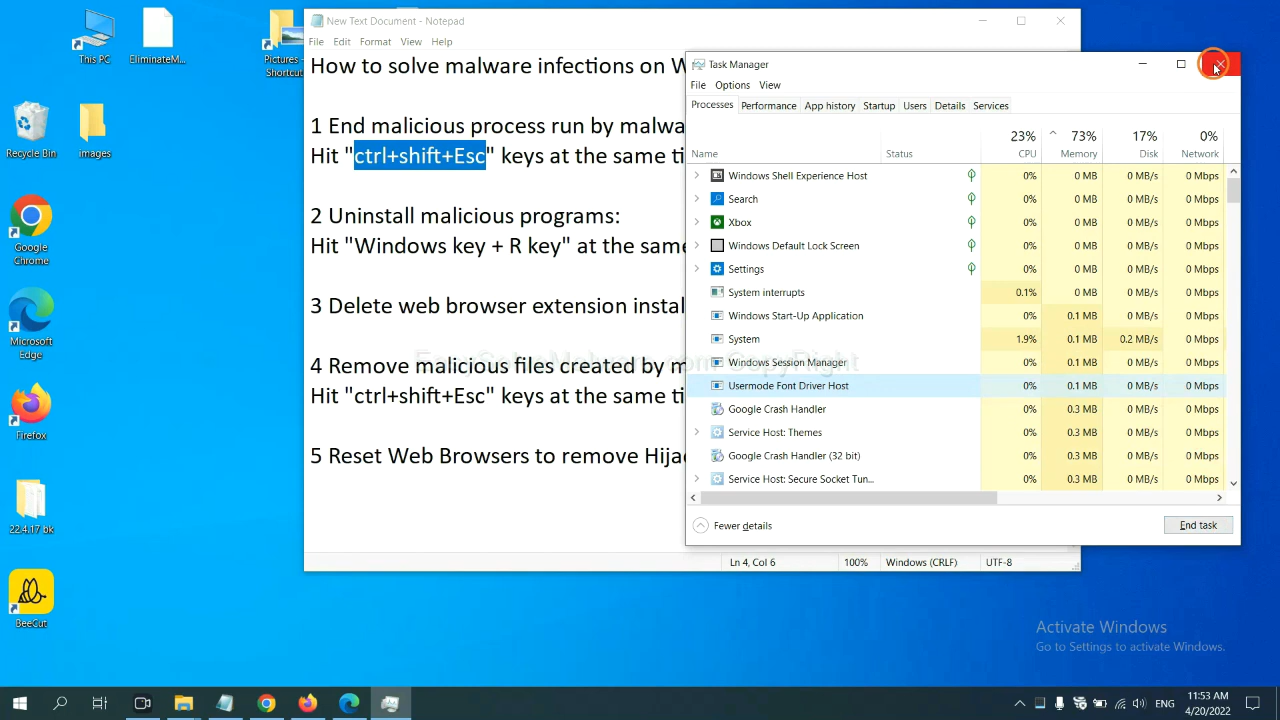 This PC
EliminateM...
Pictures - Shortcut
Recycle Bin
images
Google Chrome
Microsoft Edge
Firefox
22.4.17 bk
BeeCut
New Text Document - Notepad
File Edit Format View Help
How to solve malware infections on W
1 End malicious process run by malwa
Hit "ctrl+shift+Esc" keys at the same ti
2 Uninstall malicious programs:
Hit "Windows key + R key" at the same
3 Delete web browser extension instal
4 Remove malicious files created by m
Hit "ctrl+shift+Esc" keys at the same ti
5 Reset Web Browsers to remove Hija
Ln 4, Col 6 100% Windows (CRLF) UTF-8
Task Manager
File Options View
Processes Performance App history Startup Users Details Services
23% 73% 17% 0%
Name Status CPU Memory Disk Network
Windows Shell Experience Host 0% 0 MB 0 MB/s 0 Mbps
Search 0% 0 MB 0 MB/s 0 Mbps
Xbox 0% 0 MB 0 MB/s 0 Mbps
Windows Default Lock Screen 0% 0 MB 0 MB/s 0 Mbps
Settings 0% 0 MB 0 MB/s 0 Mbps
System interrupts 0.1% 0 MB 0 MB/s 0 Mbps
Windows Start-Up Application 0% 0.1 MB 0 MB/s 0 Mbps
System 1.9% 0.1 MB 0.2 MB/s 0 Mbps
Windows Session Manager 0% 0.1 MB 0 MB/s 0 Mbps
Usermode Font Driver Host 0% 0.1 MB 0 MB/s 0 Mbps
Google Crash Handler 0% 0.3 MB 0 MB/s 0 Mbps
Service Host: Themes 0% 0.3 MB 0 MB/s 0 Mbps
Google Crash Handler (32 bit) 0% 0.3 MB 0 MB/s 0 Mbps
Service Host: Secure Socket Tun... 0% 0.3 MB 0 MB/s 0 Mbps
Fewer details End task
Activate Windows
Go to Settings to activate Windows.
ENG
11:53 AM
4/20/2022